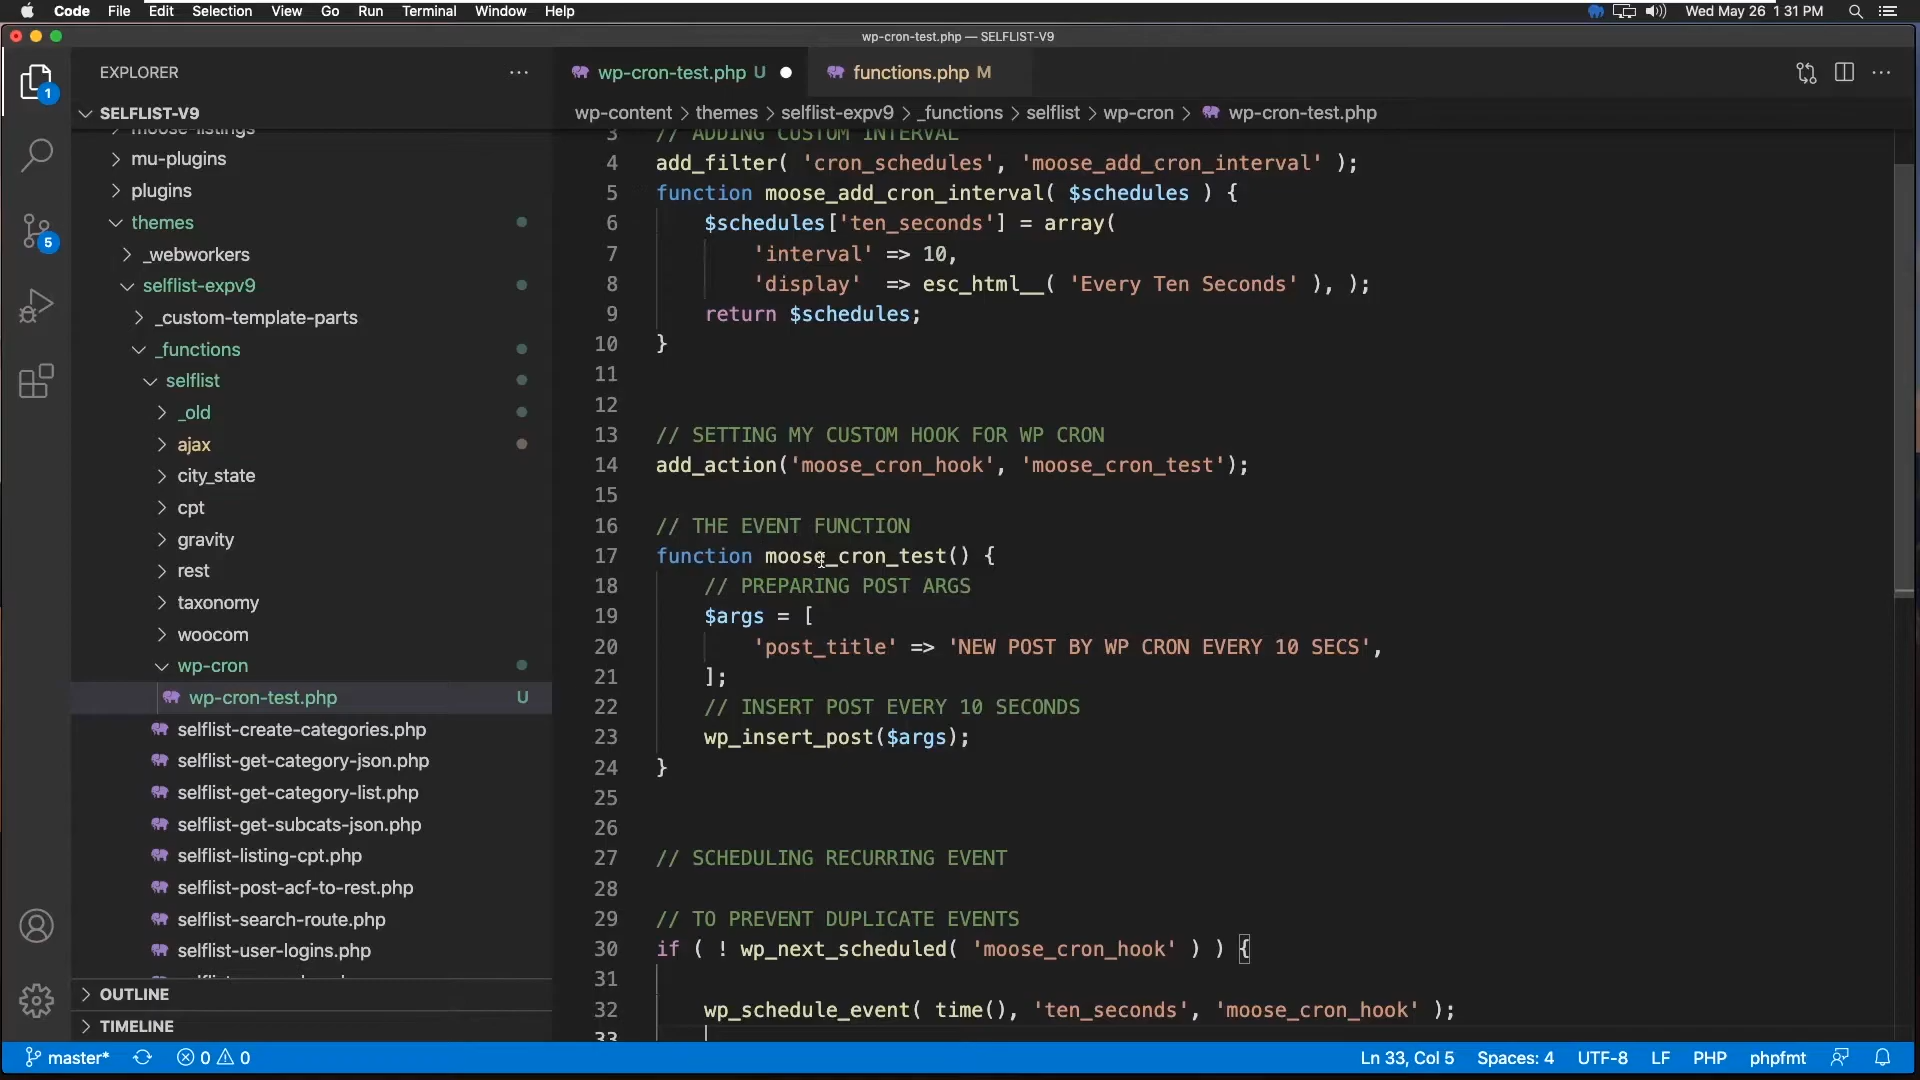 Code File Edit Selection View Go Run Terminal Window Help Wed May 26 1:31 PM
wp-cron-test.php — SELFLIST-V9
EXPLORER
wp-cron-test.php U functions.php M
1
SELFLIST-V9
wp-content > themes > selflist-expv9 > _functions > selflist > wp-cron > wp-cron-test.php
moose-listings
mu-plugins
plugins
themes
_webworkers
5
selflist-expv9
_custom-template-parts
_functions
selflist
_old
ajax
city_state
cpt
gravity
rest
taxonomy
woocom
wp-cron
wp-cron-test.php U
selflist-create-categories.php
selflist-get-category-json.php
selflist-get-category-list.php
selflist-get-subcats-json.php
selflist-listing-cpt.php
selflist-post-acf-to-rest.php
selflist-search-route.php
selflist-user-logins.php
OUTLINE
TIMELINE
3 // ADDING CUSTOM INTERVAL
4 add_filter( 'cron_schedules', 'moose_add_cron_interval' );
5 function moose_add_cron_interval( $schedules ) {
6 $schedules['ten_seconds'] = array(
7 'interval' => 10,
8 'display' => esc_html__( 'Every Ten Seconds' ), );
9 return $schedules;
10 }
11
12
13 // SETTING MY CUSTOM HOOK FOR WP CRON
14 add_action('moose_cron_hook', 'moose_cron_test');
15
16 // THE EVENT FUNCTION
17 function moose_cron_test() {
18 // PREPARING POST ARGS
19 $args = [
20 'post_title' => 'NEW POST BY WP CRON EVERY 10 SECS',
21 ];
22 // INSERT POST EVERY 10 SECONDS
23 wp_insert_post($args);
24 }
25
26
27 // SCHEDULING RECURRING EVENT
28
29 // TO PREVENT DUPLICATE EVENTS
30 if ( ! wp_next_scheduled( 'moose_cron_hook' ) ) {
31
32 wp_schedule_event( time(), 'ten_seconds', 'moose_cron_hook' );
33
master* 0 0 Ln 33, Col 5 Spaces: 4 UTF-8 LF PHP phpfmt